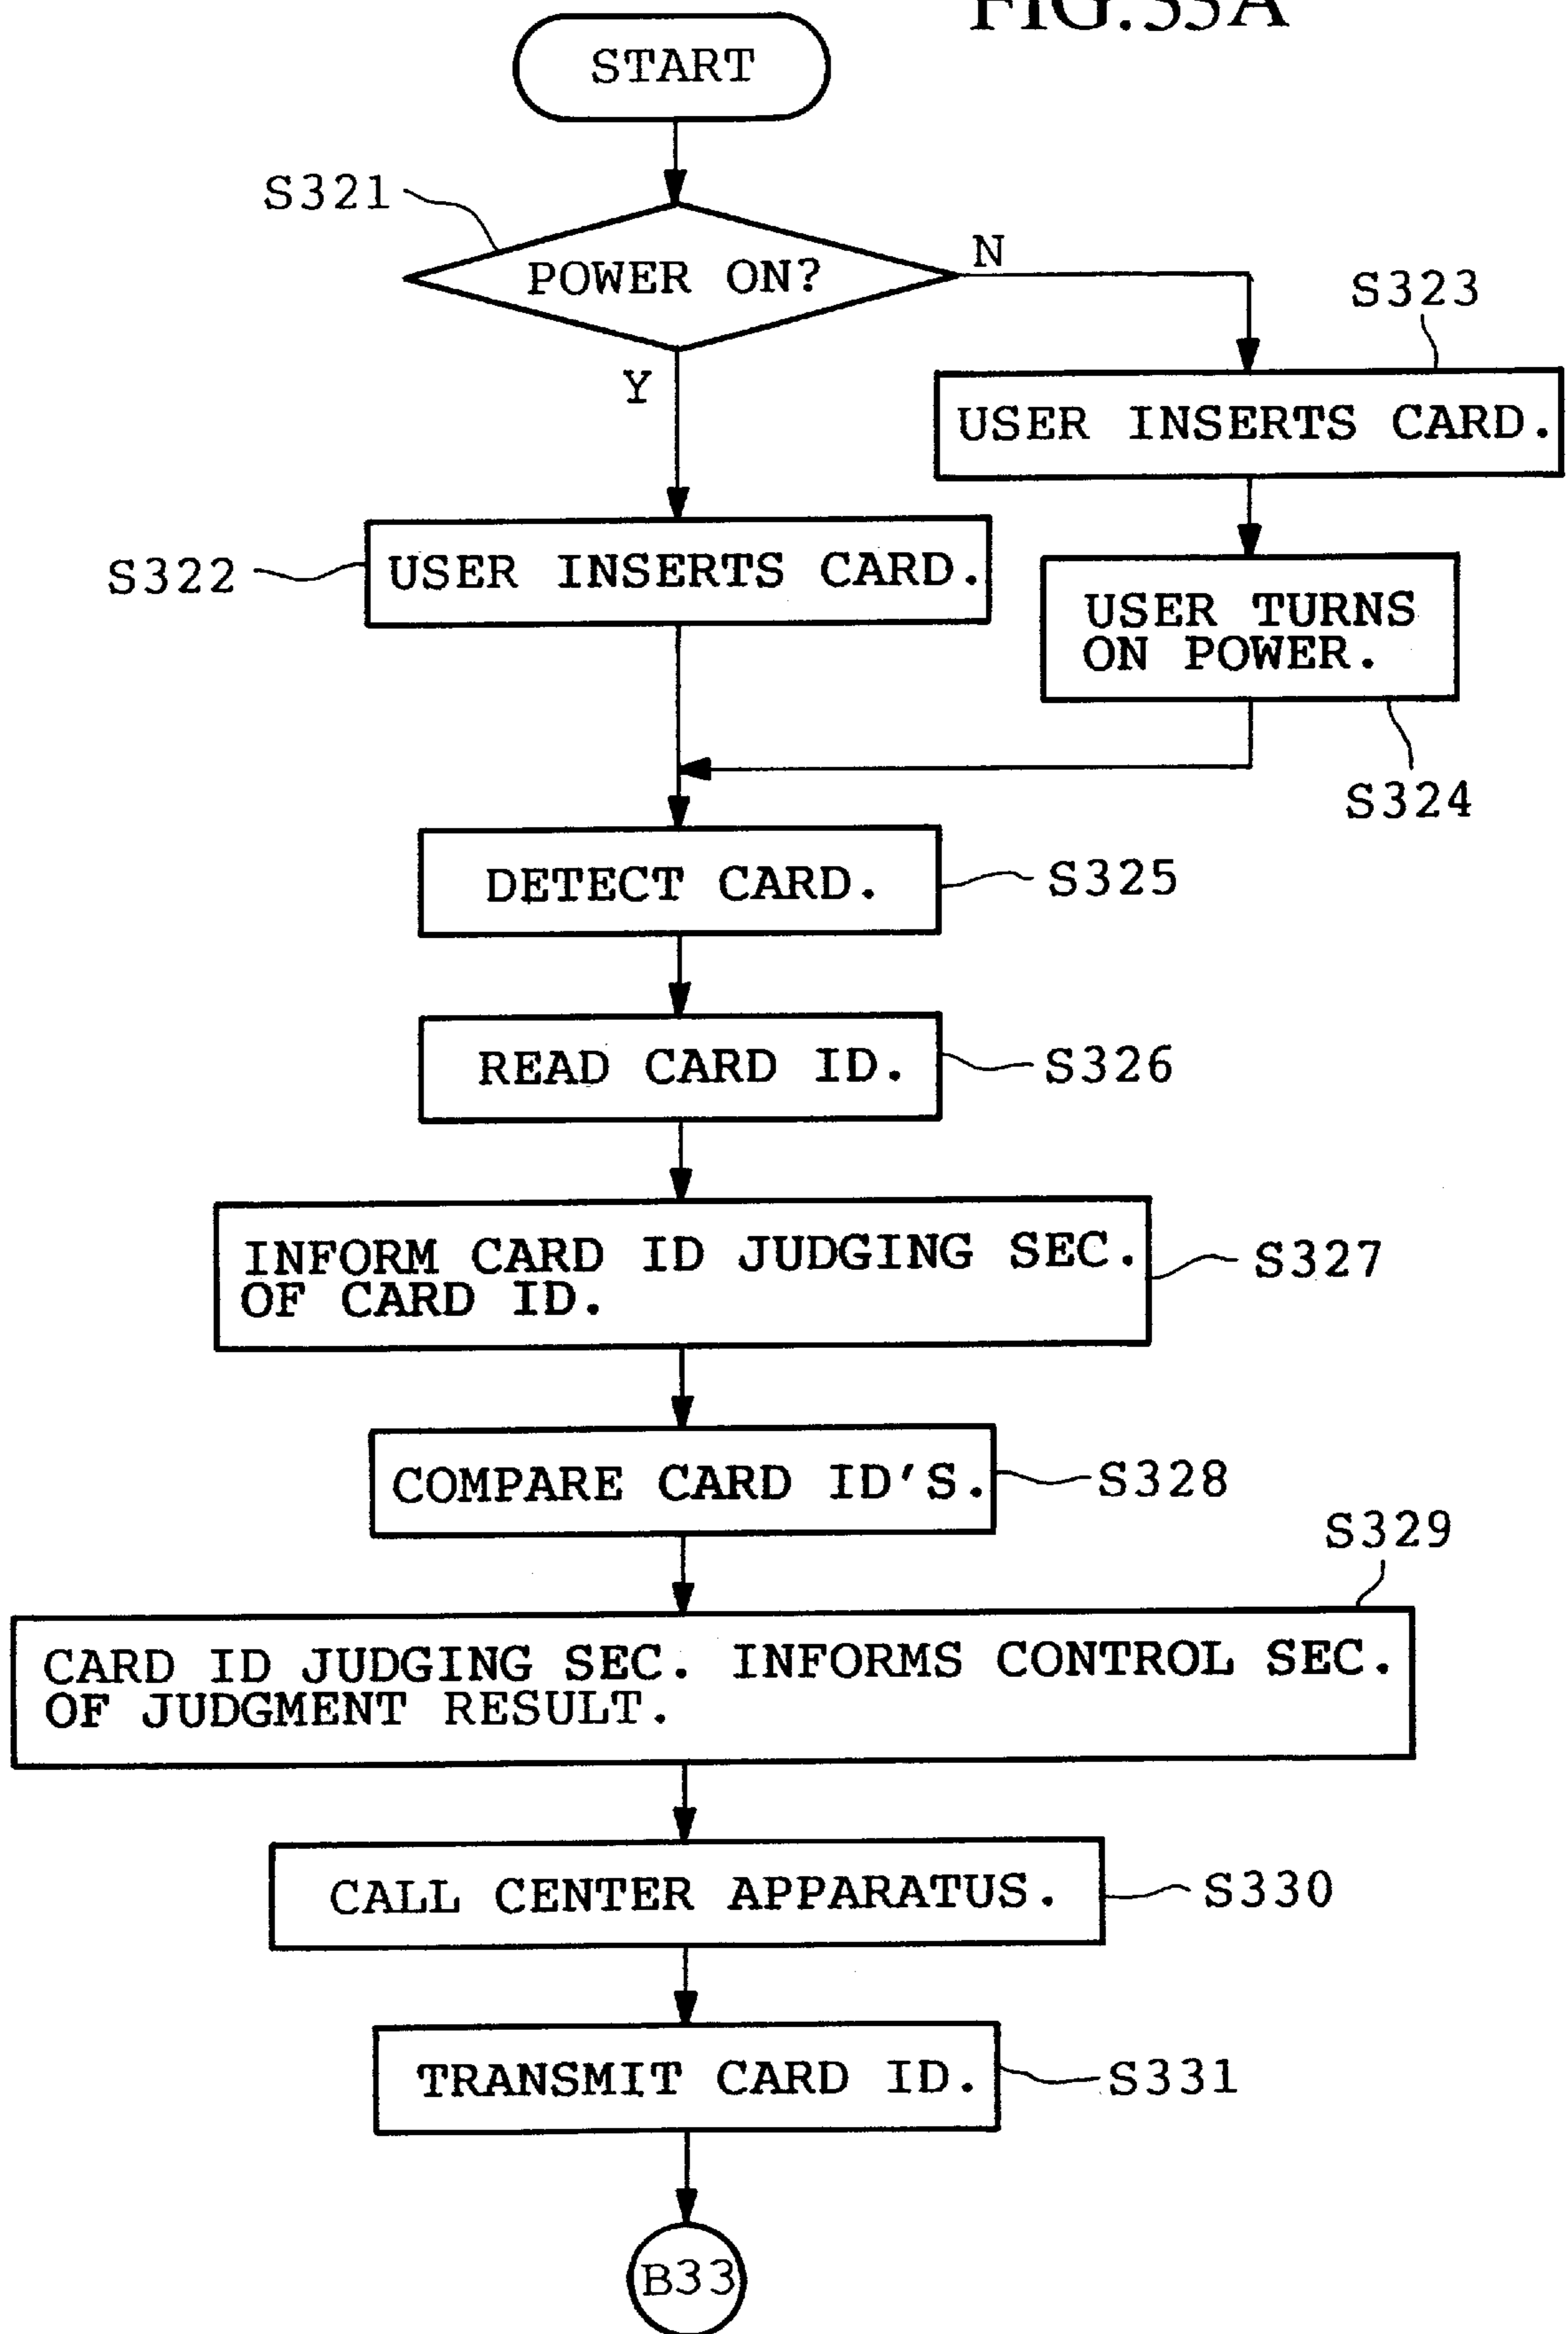 FIG.33A
START
S321
POWER ON?
N
S323
Y
USER INSERTS CARD.
S322
USER INSERTS CARD.
USER TURNS
ON POWER.
S324
DETECT CARD.
S325
READ CARD ID.
S326
INFORM CARD ID JUDGING SEC.
OF CARD ID.
S327
COMPARE CARD ID'S.
S328
S329
CARD ID JUDGING SEC. INFORMS CONTROL SEC.
OF JUDGMENT RESULT.
CALL CENTER APPARATUS.
S330
TRANSMIT CARD ID.
S331
B33